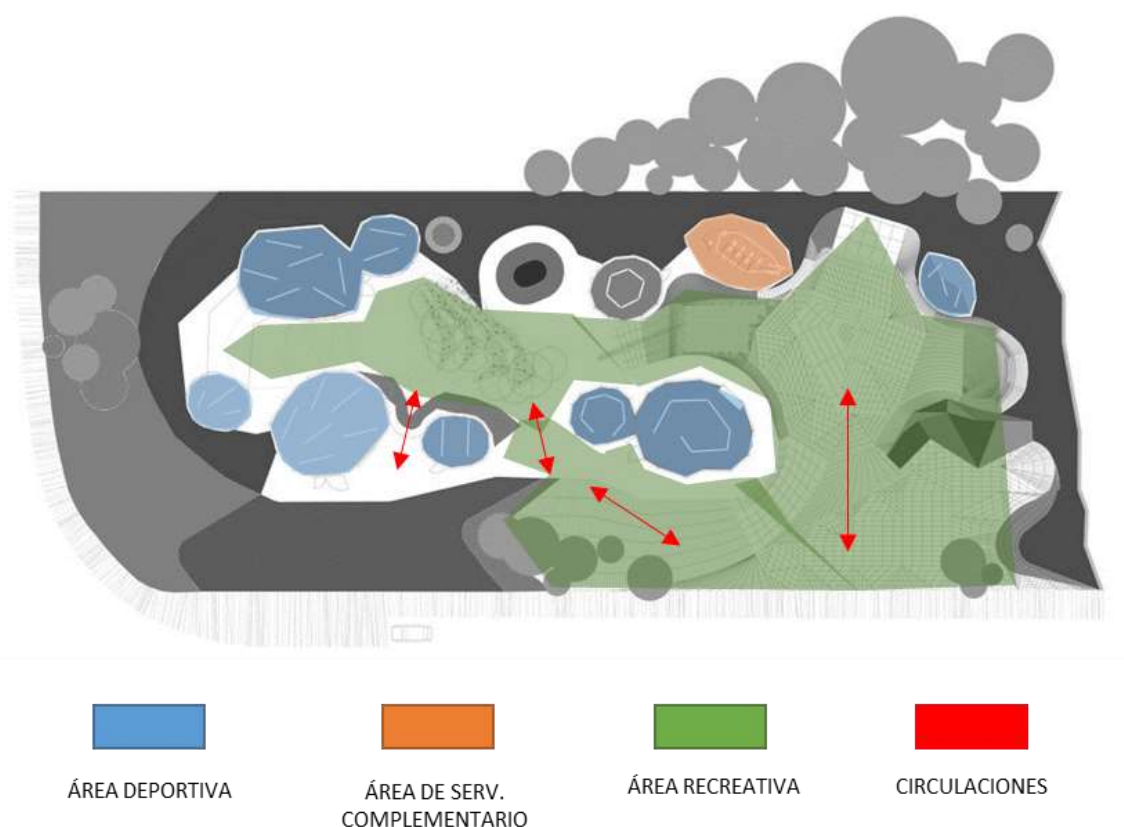 ÁREA DEPORTIVA
ÁREA DE SERV.
COMPLEMENTARIO
ÁREA RECREATIVA
CIRCULACIONES